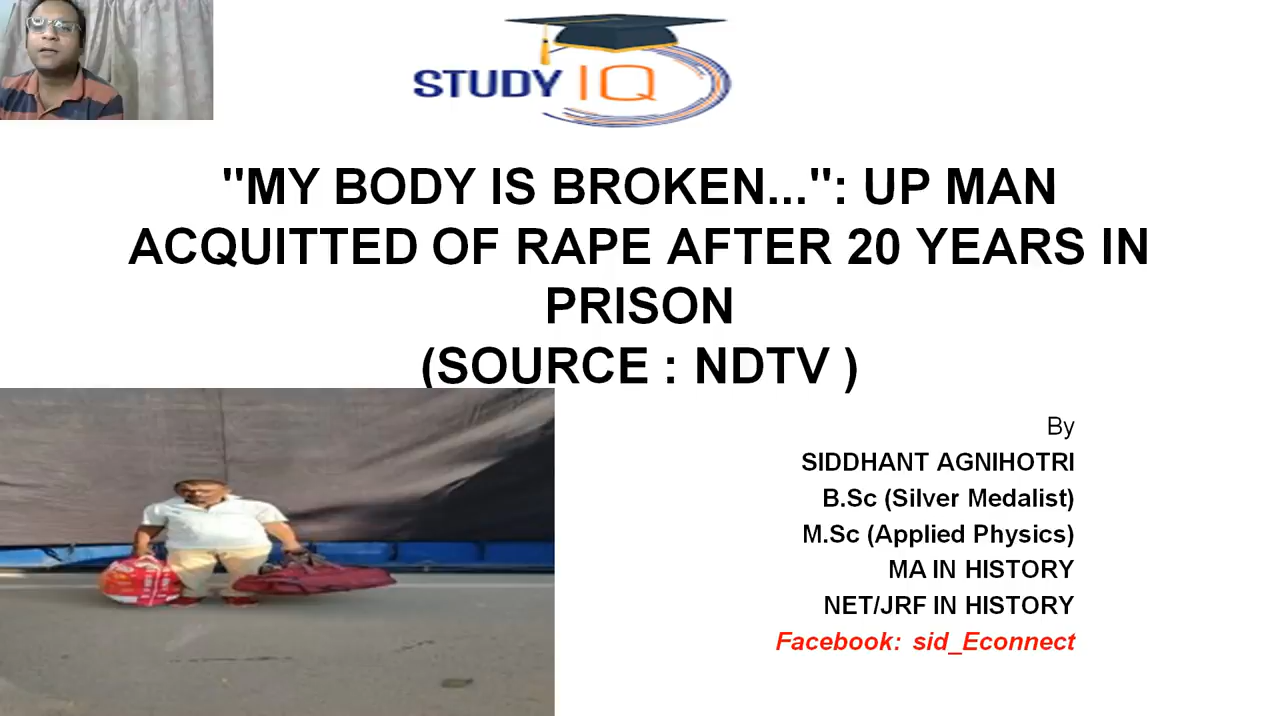 STUDY IQ
"MY BODY IS BROKEN...": UP MAN
ACQUITTED OF RAPE AFTER 20 YEARS IN
PRISON
(SOURCE : NDTV )
By
SIDDHANT AGNIHOTRI
B.Sc (Silver Medalist)
M.Sc (Applied Physics)
MA IN HISTORY
NET/JRF IN HISTORY
Facebook: sid_Econnect